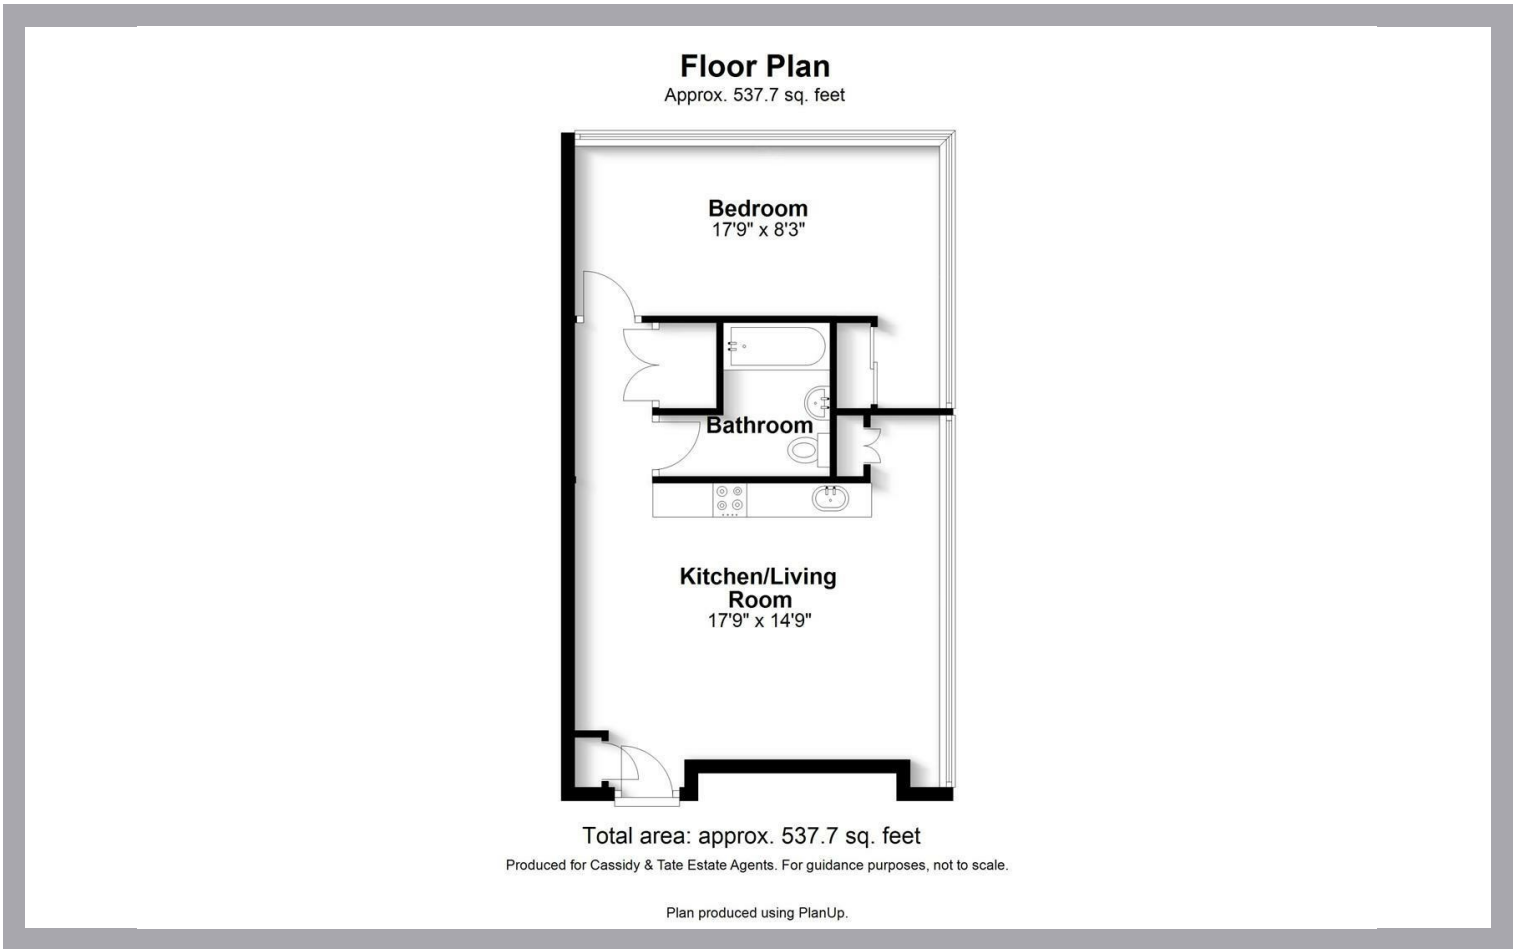 Floor Plan
Approx. 537.7 sq. feet
Bedroom
17'9" x 8'3"
Bathroom
Kitchen/Living
Room
17'9" x 14'9"
Total area: approx. 537.7 sq. feet
Produced for Cassidy & Tate Estate Agents. For guidance purposes, not to scale.
Plan produced using PlanUp.